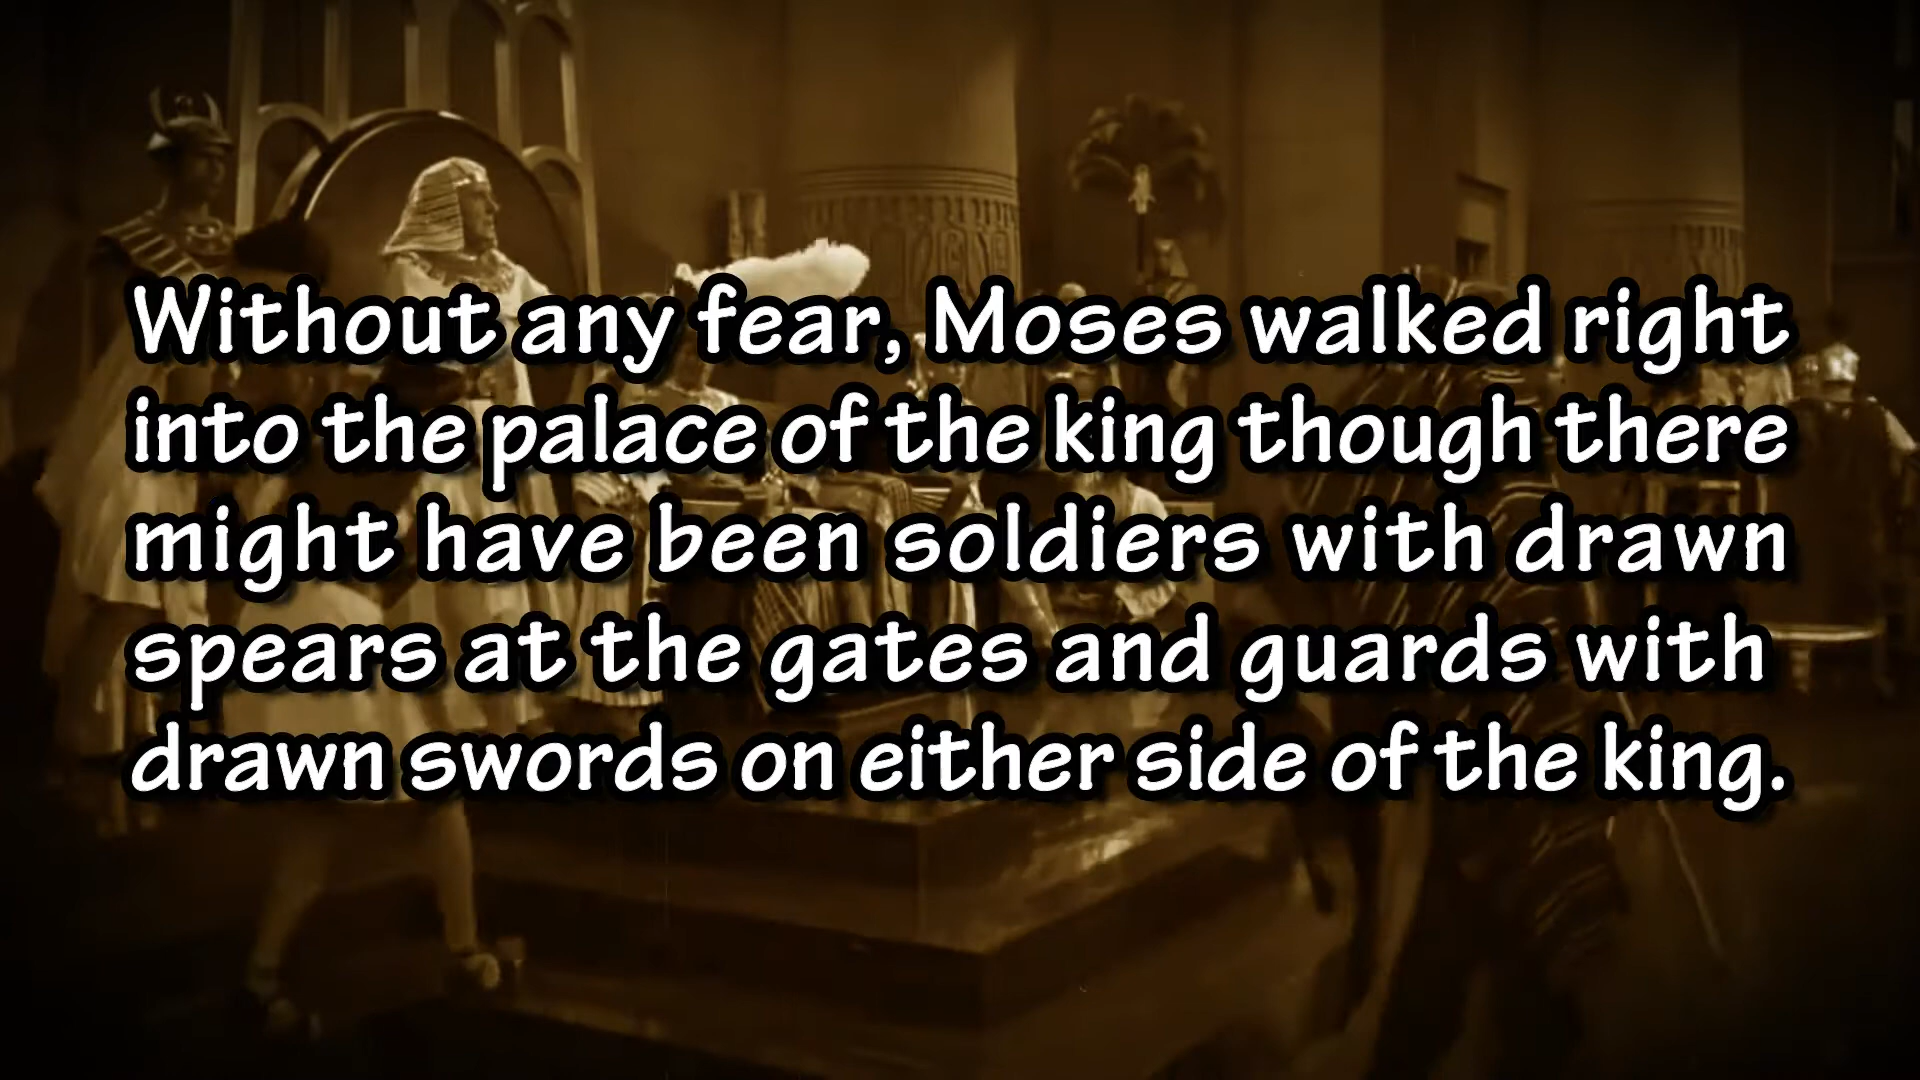 Without any fear, Moses walked right
into the palace of the king though there
might have been soldiers with drawn
spears at the gates and guards with
drawn swords on either side of the king.